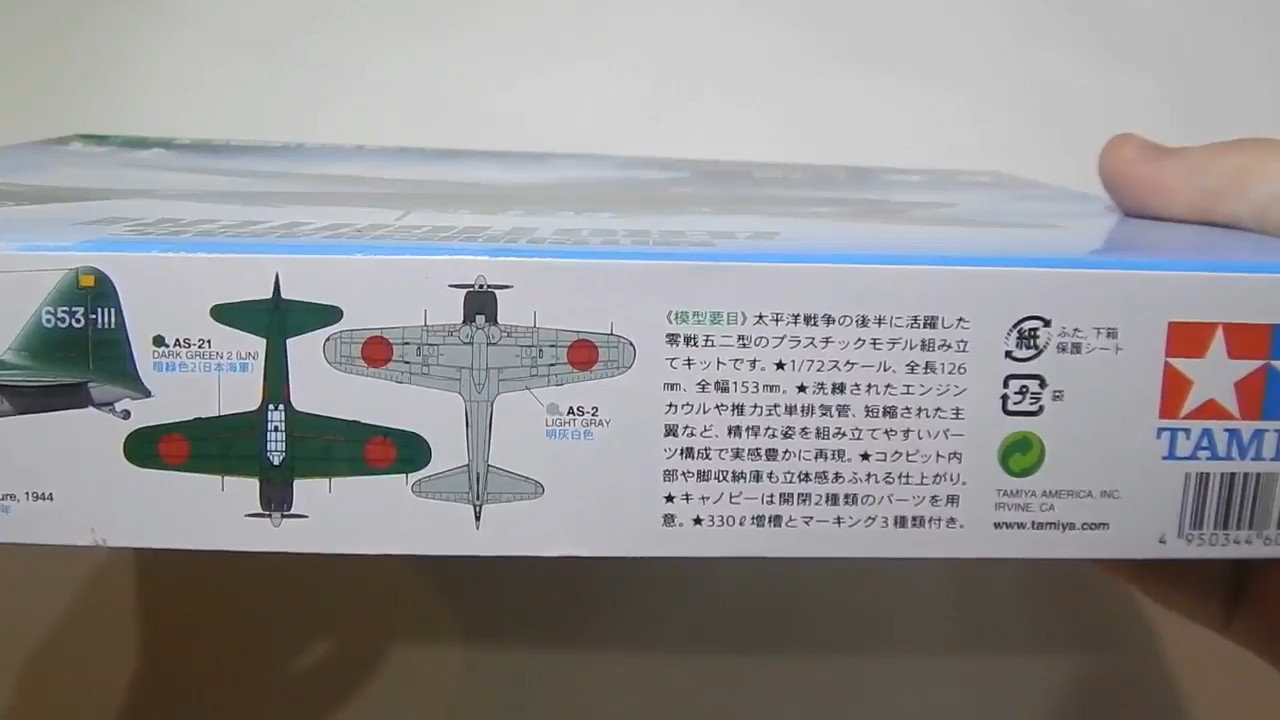 653-111
AS-21
DARK GREEN 2 (IJN)
暗緑色2(日本海軍)
AS-2
LIGHT GRAY
明灰白色
ure, 1944
年
《模型要目》太平洋戦争の後半に活躍した
零戦五二型のプラスチックモデル組み立
てキットです。★1/72スケール、全長126
mm、全幅153mm。★洗練されたエンジン
カウルや推力式単排気管、短縮された主
翼など、精悍な姿を組み立てやすいパー
ツ構成で実感豊かに再現。★コクピット内
部や脚収納庫も立体感あふれる仕上がり。
★キャノピーは開閉2種類のパーツを用
意。★330ℓ増槽とマーキング3種類付き。
紙
ふた、下箱
保護シート
プラ
袋
TAMIYA AMERICA, INC.
IRVINE, CA
www.tamiya.com
TAMI
4 950344 60